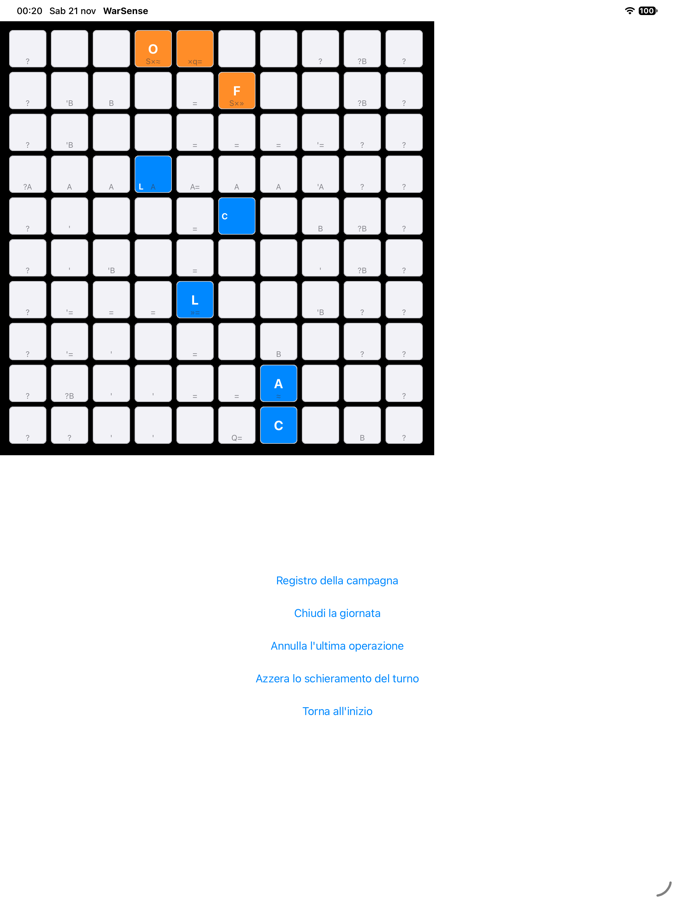 00:20 Sab 21 nov WarSense
100
O F
? S×= ×q= ? ?B ?
? 'B B = S×× ?B ?
? 'B = = = '= ? ?
?A A A L A A= A A 'A ? ?
? ' = C B ?B ?
? ' 'B = ' ?B ?
L
? '= = = 'B ? ?
? '= ' = B ? ?
A
? ?B ' ' = = ?
C
? ? ' ' Q= B ?
Registro della campagna
Chiudi la giornata
Annulla l'ultima operazione
Azzera lo schieramento del turno
Torna all'inizio